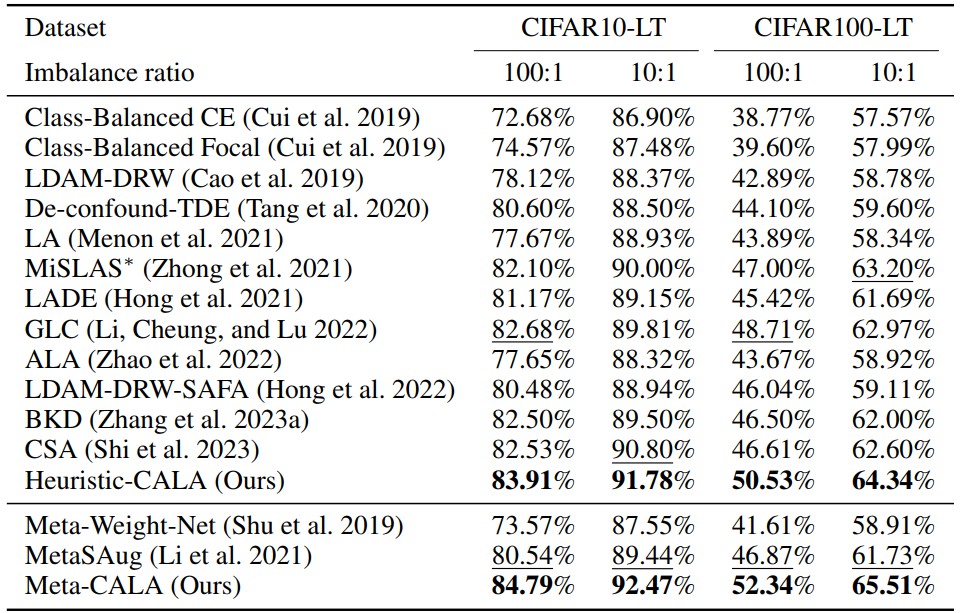 Dataset CIFAR10-LT CIFAR100-LT
Imbalance ratio 100:1 10:1 100:1 10:1
Class-Balanced CE (Cui et al. 2019) 72.68% 86.90% 38.77% 57.57%
Class-Balanced Focal (Cui et al. 2019) 74.57% 87.48% 39.60% 57.99%
LDAM-DRW (Cao et al. 2019) 78.12% 88.37% 42.89% 58.78%
De-confound-TDE (Tang et al. 2020) 80.60% 88.50% 44.10% 59.60%
LA (Menon et al. 2021) 77.67% 88.93% 43.89% 58.34%
MiSLAS* (Zhong et al. 2021) 82.10% 90.00% 47.00% 63.20%
LADE (Hong et al. 2021) 81.17% 89.15% 45.42% 61.69%
GLC (Li, Cheung, and Lu 2022) 82.68% 89.81% 48.71% 62.97%
ALA (Zhao et al. 2022) 77.65% 88.32% 43.67% 58.92%
LDAM-DRW-SAFA (Hong et al. 2022) 80.48% 88.94% 46.04% 59.11%
BKD (Zhang et al. 2023a) 82.50% 89.50% 46.50% 62.00%
CSA (Shi et al. 2023) 82.53% 90.80% 46.61% 62.60%
Heuristic-CALA (Ours) 83.91% 91.78% 50.53% 64.34%
Meta-Weight-Net (Shu et al. 2019) 73.57% 87.55% 41.61% 58.91%
MetaSAug (Li et al. 2021) 80.54% 89.44% 46.87% 61.73%
Meta-CALA (Ours) 84.79% 92.47% 52.34% 65.51%